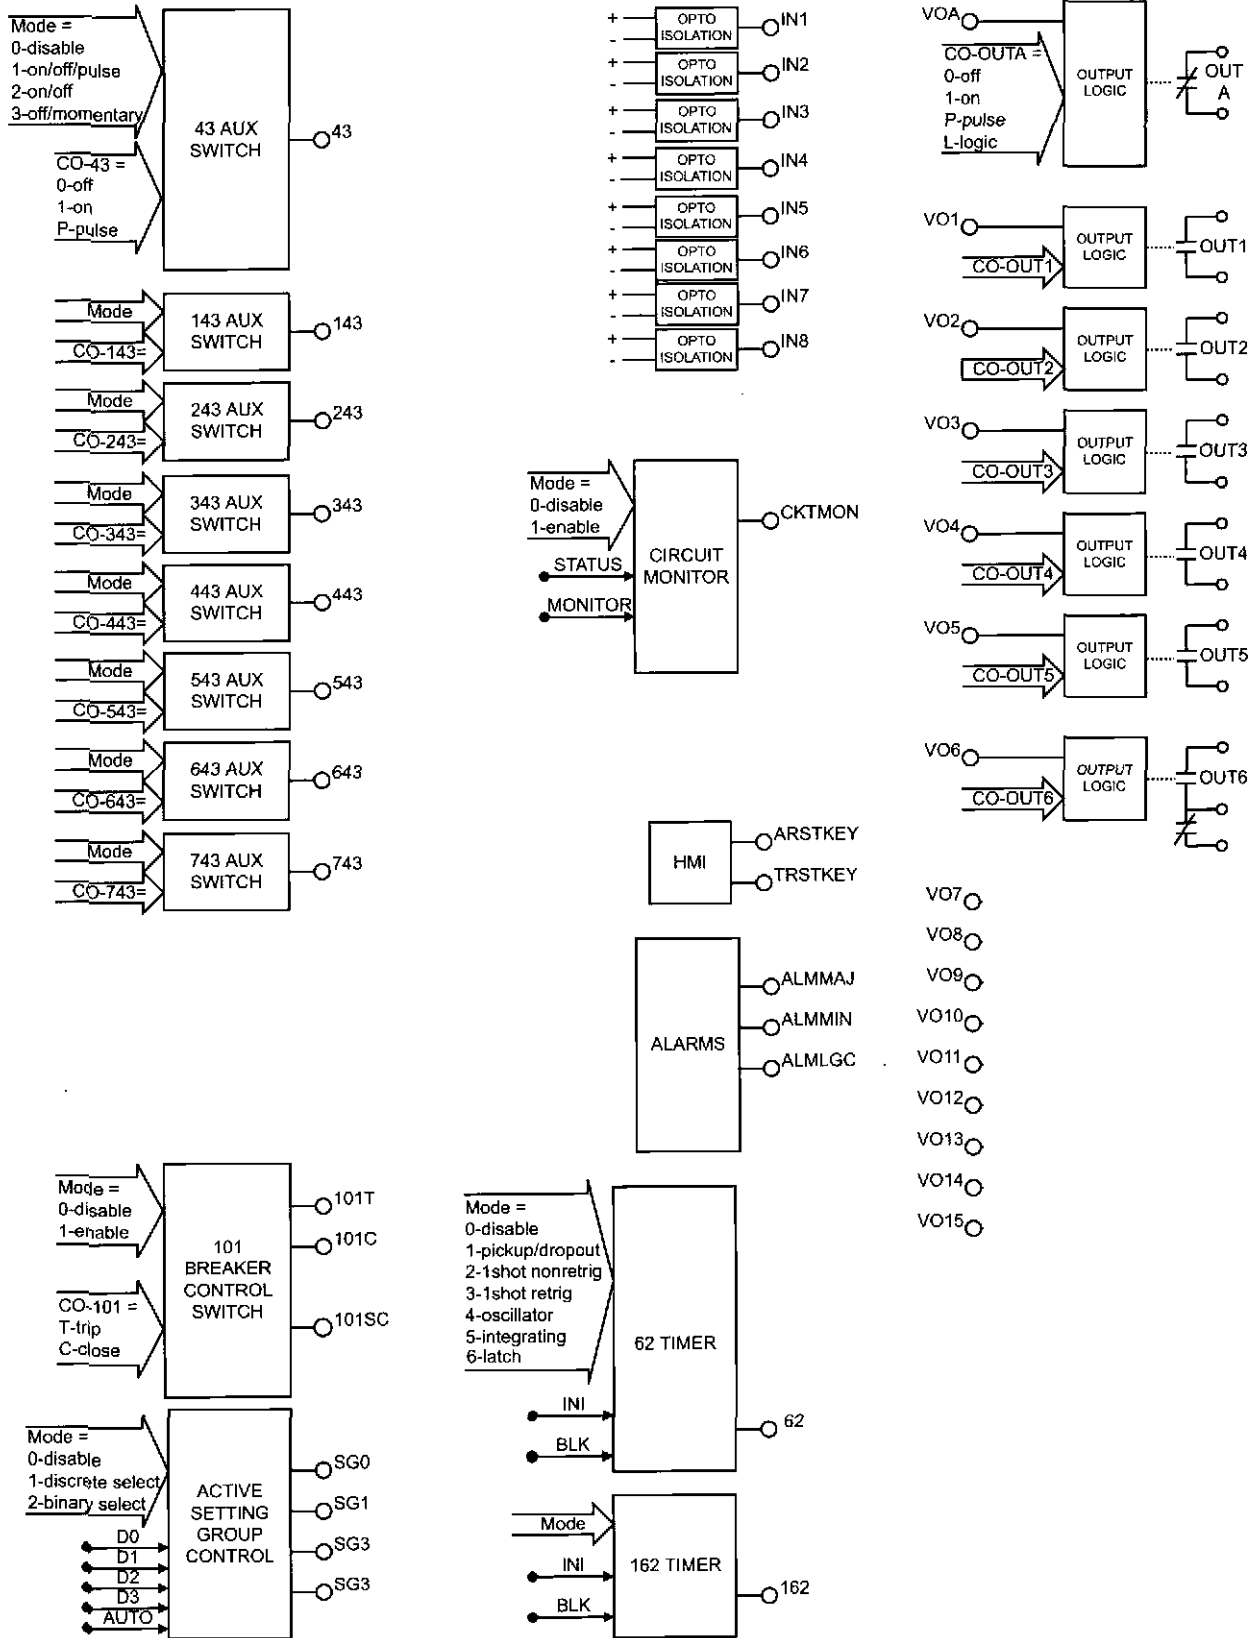 Mode =
0-disable
1-on/off/pulse
2-on/off
3-off/momentary
CO-43 =
0-off
1-on
P-pulse
43 AUX
SWITCH
43
Mode
CO-143=
143 AUX
SWITCH
143
Mode
CO-243=
243 AUX
SWITCH
243
Mode
CO-343=
343 AUX
SWITCH
343
Mode
CO-443=
443 AUX
SWITCH
443
Mode
CO-543=
543 AUX
SWITCH
543
Mode
CO-643=
643 AUX
SWITCH
643
Mode
CO-743=
743 AUX
SWITCH
743
Mode =
0-disable
1-enable
CO-101 =
T-trip
C-close
101
BREAKER
CONTROL
SWITCH
101T
101C
101SC
Mode =
0-disable
1-discrete select
2-binary select
D0
D1
D2
D3
AUTO
ACTIVE
SETTING
GROUP
CONTROL
SG0
SG1
SG3
SG3
+
-
OPTO
ISOLATION
IN1
+
-
OPTO
ISOLATION
IN2
+
-
OPTO
ISOLATION
IN3
+
-
OPTO
ISOLATION
IN4
+
-
OPTO
ISOLATION
IN5
+
-
OPTO
ISOLATION
IN6
+
-
OPTO
ISOLATION
IN7
+
-
OPTO
ISOLATION
IN8
Mode =
0-disable
1-enable
STATUS
MONITOR
CIRCUIT
MONITOR
CKTMON
HMI
ARSTKEY
TRSTKEY
ALARMS
ALMMAJ
ALMMIN
ALMLGC
Mode =
0-disable
1-pickup/dropout
2-1shot nonretrig
3-1shot retrig
4-oscillator
5-integrating
6-latch
INI
BLK
62 TIMER
62
Mode
INI
BLK
162 TIMER
162
VOA
CO-OUTA =
0-off
1-on
P-pulse
L-logic
OUTPUT
LOGIC
OUT
A
VO1
CO-OUT1
OUTPUT
LOGIC
OUT1
VO2
CO-OUT2
OUTPUT
LOGIC
OUT2
VO3
CO-OUT3
OUTPUT
LOGIC
OUT3
VO4
CO-OUT4
OUTPUT
LOGIC
OUT4
VO5
CO-OUT5
OUTPUT
LOGIC
OUT5
VO6
CO-OUT6
OUTPUT
LOGIC
OUT6
VO7
VO8
VO9
VO10
VO11
VO12
VO13
VO14
VO15